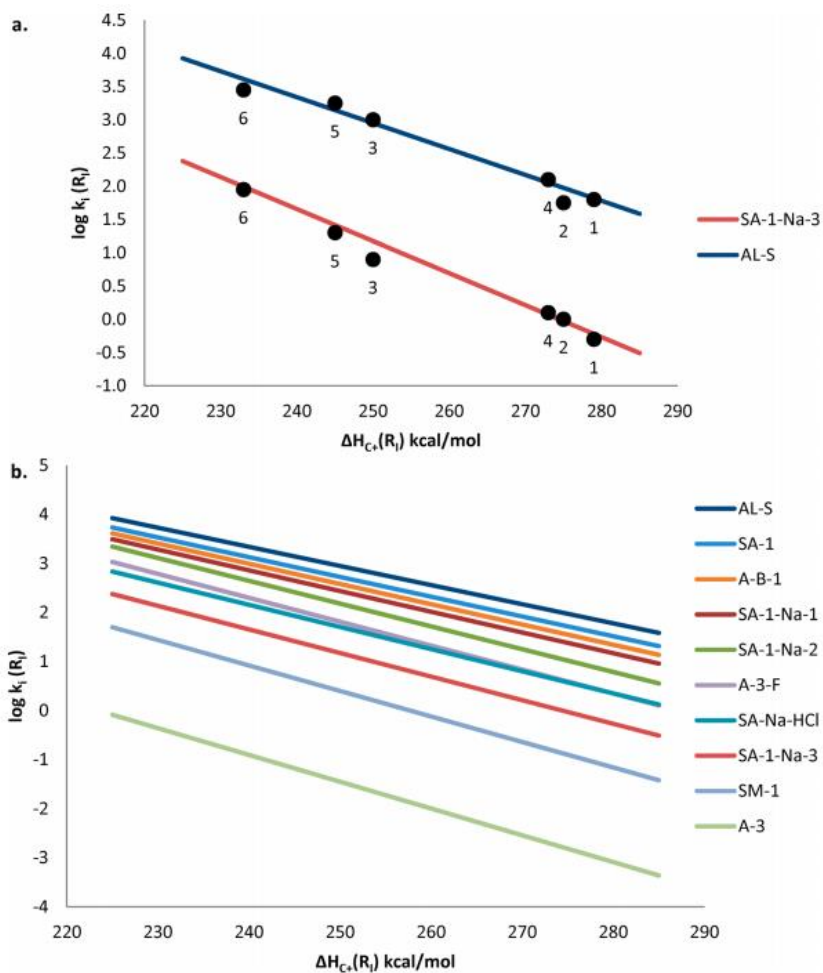 a.
4.5
4.0
3.5
3.0
2.5
2.0
1.5
1.0
0.5
0.0
-0.5
-1.0
log kᵢ (Rᵢ)
6
5
3
4
2
1
6
5
3
4
2
1
SA-1-Na-3
AL-S
220 230 240 250 260 270 280 290
ΔH_C+(Rᵢ) kcal/mol
b.
5
4
3
2
1
0
-1
-2
-3
-4
log kᵢ (Rᵢ)
AL-S
SA-1
A-B-1
SA-1-Na-1
SA-1-Na-2
A-3-F
SA-Na-HCl
SA-1-Na-3
SM-1
A-3
220 230 240 250 260 270 280 290
ΔH_C+(Rᵢ) kcal/mol